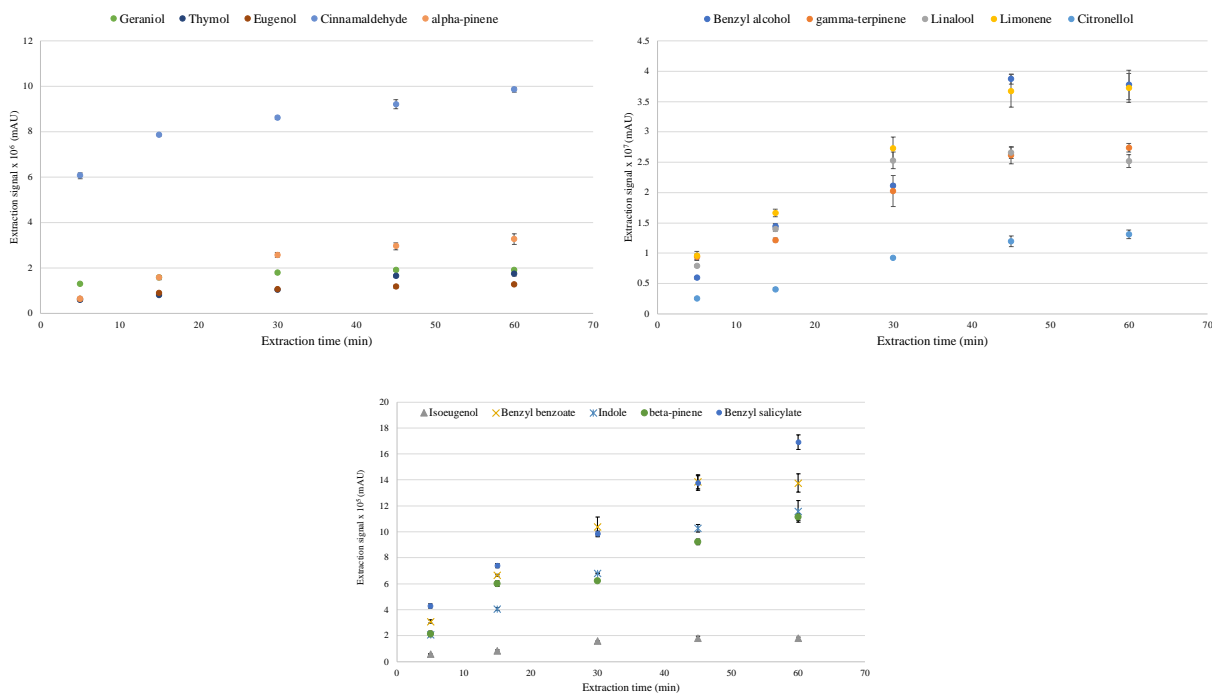 Geraniol Thymol Eugenol Cinnamaldehyde alpha-pinene
12
10
8
6
4
2
0
Extraction signal x 10⁶ (mAU)
0 10 20 30 40 50 60 70
Extraction time (min)
Benzyl alcohol gamma-terpinene Linalool Limonene Citronellol
4.5
4
3.5
3
2.5
2
1.5
1
0.5
0
Extraction signal x 10⁷ (mAU)
0 10 20 30 40 50 60 70
Extraction time (min)
Isoeugenol Benzyl benzoate Indole beta-pinene Benzyl salicylate
20
18
16
14
12
10
8
6
4
2
0
Extraction signal x 10⁵ (mAU)
0 10 20 30 40 50 60 70
Extraction time (min)